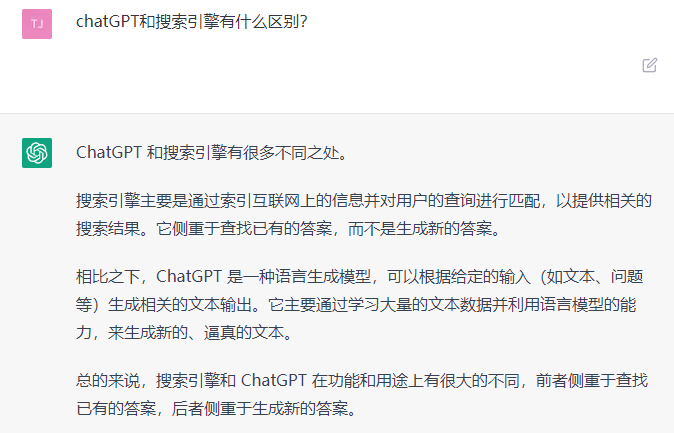 TJ
chatGPT和搜索引擎有什么区别？
ChatGPT 和搜索引擎有很多不同之处。
搜索引擎主要是通过索引互联网上的信息并对用户的查询进行匹配，以提供相关的
搜索结果。它侧重于查找已有的答案，而不是生成新的答案。
相比之下，ChatGPT 是一种语言生成模型，可以根据给定的输入（如文本、问题
等）生成相关的文本输出。它主要通过学习大量的文本数据并利用语言模型的能
力，来生成新的、逼真的文本。
总的来说，搜索引擎和 ChatGPT 在功能和用途上有很大的不同，前者侧重于查找
已有的答案，后者侧重于生成新的答案。